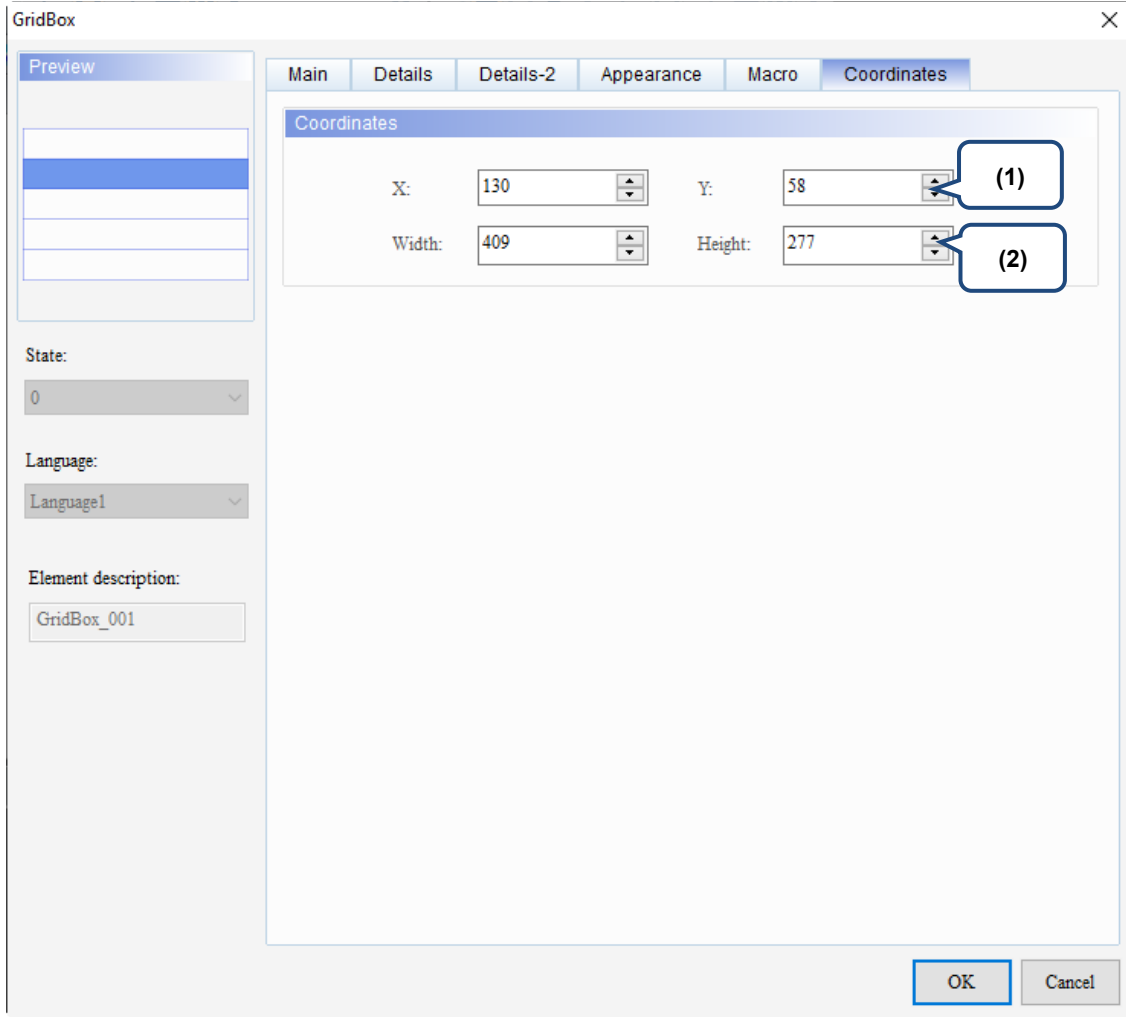 GridBox
Preview
Main Details Details-2 Appearance Macro Coordinates
Coordinates
X: 130 Y: 58
(1)
Width: 409 Height: 277
(2)
State:
0
Language:
Language1
Element description:
GridBox_001
OK Cancel